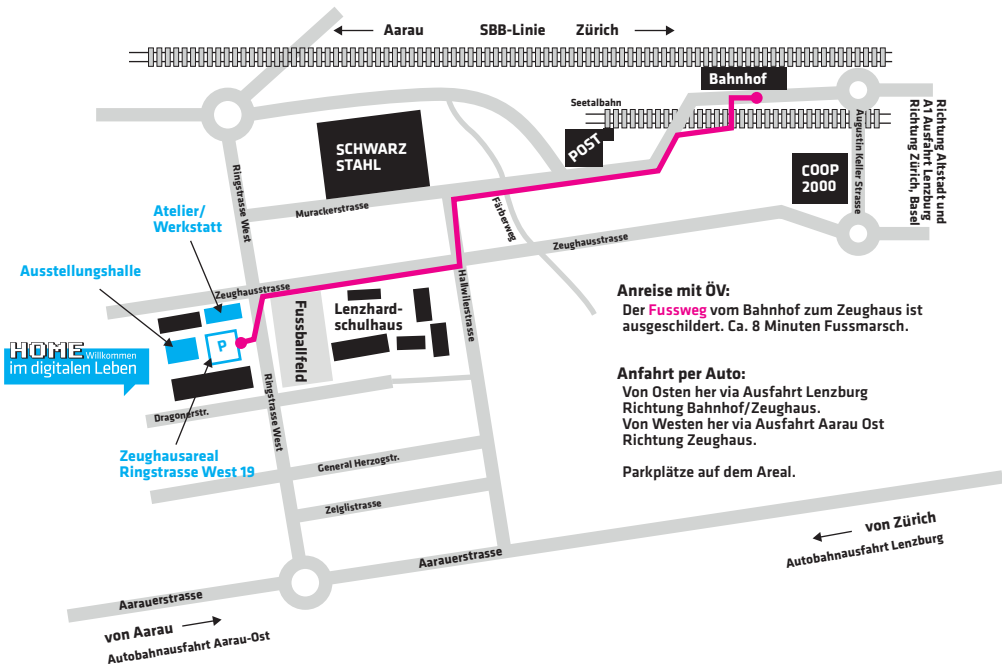 Aarau
SBB-Linie
Zürich
Bahnhof
Seetalbahn
POST
SCHWARZ
STAHL
COOP
2000
Augustin Keller Strasse
Richtung Altstadt und
A1 Ausfahrt Lenzburg
Richtung Zürich, Basel
Ringstrasse West
Murackerstrasse
Färberweg
Atelier/
Werkstatt
Zeughausstrasse
Ausstellungshalle
Zeughausstrasse
Hallwilerstrasse
Fussballfeld
Lenzhard-
schulhaus
P
HOME Willkommen
im digitalen Leben
Anreise mit ÖV:
Der Fussweg vom Bahnhof zum Zeughaus ist
ausgeschildert. Ca. 8 Minuten Fussmarsch.
Anfahrt per Auto:
Von Osten her via Ausfahrt Lenzburg
Richtung Bahnhof/Zeughaus.
Von Westen her via Ausfahrt Aarau Ost
Richtung Zeughaus.
Parkplätze auf dem Areal.
Dragonerstr.
Ringstrasse West
Zeughausareal
Ringstrasse West 19
General Herzogstr.
Zelglistrasse
von Zürich
Autobahnausfahrt Lenzburg
Aarauerstrasse
Aarauerstrasse
von Aarau
Autobahnausfahrt Aarau-Ost